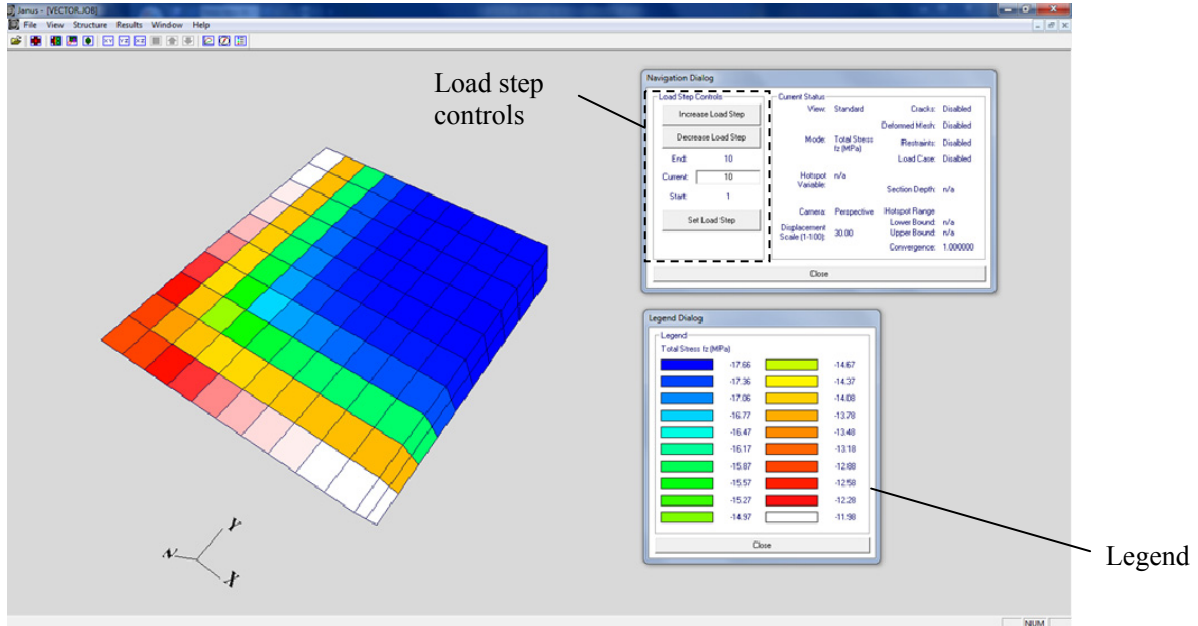 Janus - [VECTOR.JOB]
File View Structure Results Window Help
Load step
controls
Navigation Dialog
Load Step Controls
Increase Load Step
Decrease Load Step
End: 10
Current: 10
Start: 1
Set Load Step
Current Status
View: Standard
Mode: Total Stress
fz (MPa)
Hotspot n/a
Variable:
Camera: Perspective
Displacement
Scale (1-100): 30.00
Cracks: Disabled
Deformed Mesh: Disabled
Restraints: Disabled
Load Case: Disabled
Section Depth: n/a
Hotspot Range
Lower Bound: n/a
Upper Bound: n/a
Convergence: 1.000000
Close
Legend Dialog
Legend
Total Stress fz (MPa)
-17.66 -14.67
-17.36 -14.37
-17.06 -14.08
-16.77 -13.78
-16.47 -13.48
-16.17 -13.18
-15.87 -12.88
-15.57 -12.58
-15.27 -12.28
-14.97 -11.98
Close
Legend
Y
Z
X
NUM